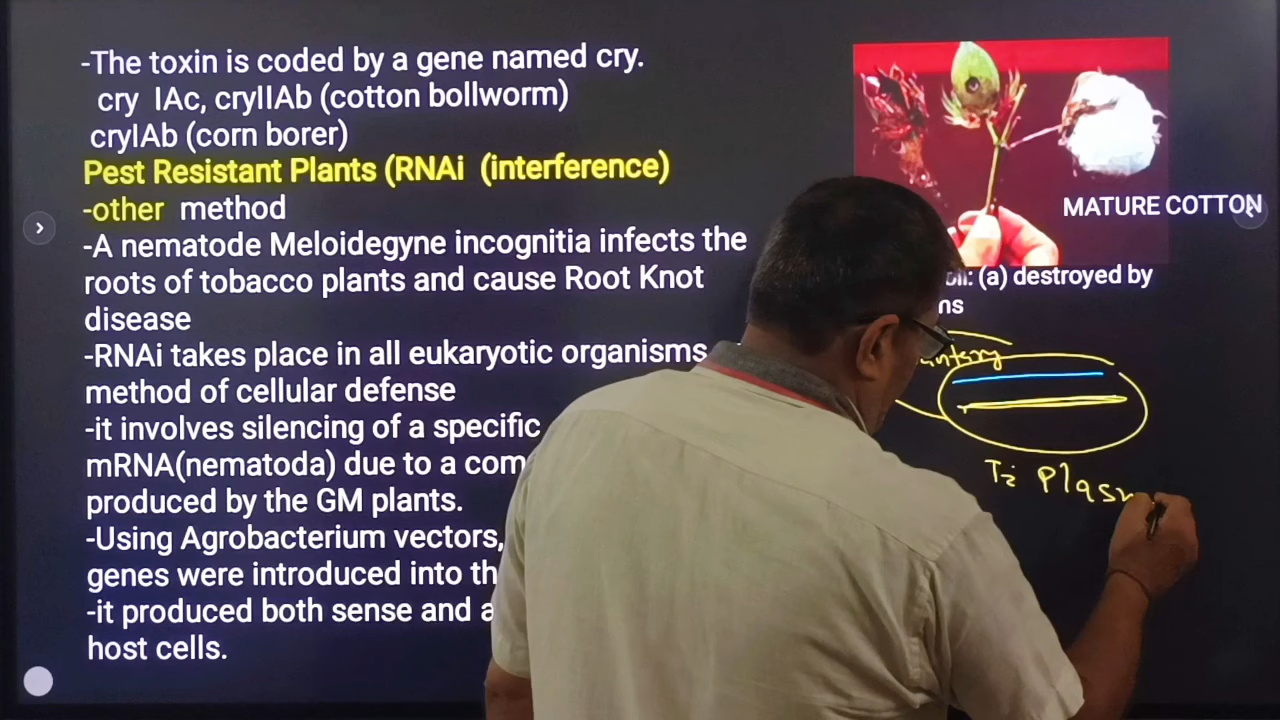 -The toxin is coded by a gene named cry.
cry IAc, cryIIAb (cotton bollworm)
cryIAb (corn borer)
Pest Resistant Plants (RNAi (interference)
-other method
-A nematode Meloidegyne incognitia infects the
roots of tobacco plants and cause Root Knot
disease
-RNAi takes place in all eukaryotic organisms
method of cellular defense
-it involves silencing of a specific
mRNA(nematoda) due to a com
produced by the GM plants.
-Using Agrobacterium vectors,
genes were introduced into th
-it produced both sense and a
host cells.
MATURE COTTON
(a) destroyed by
Ti Plasm